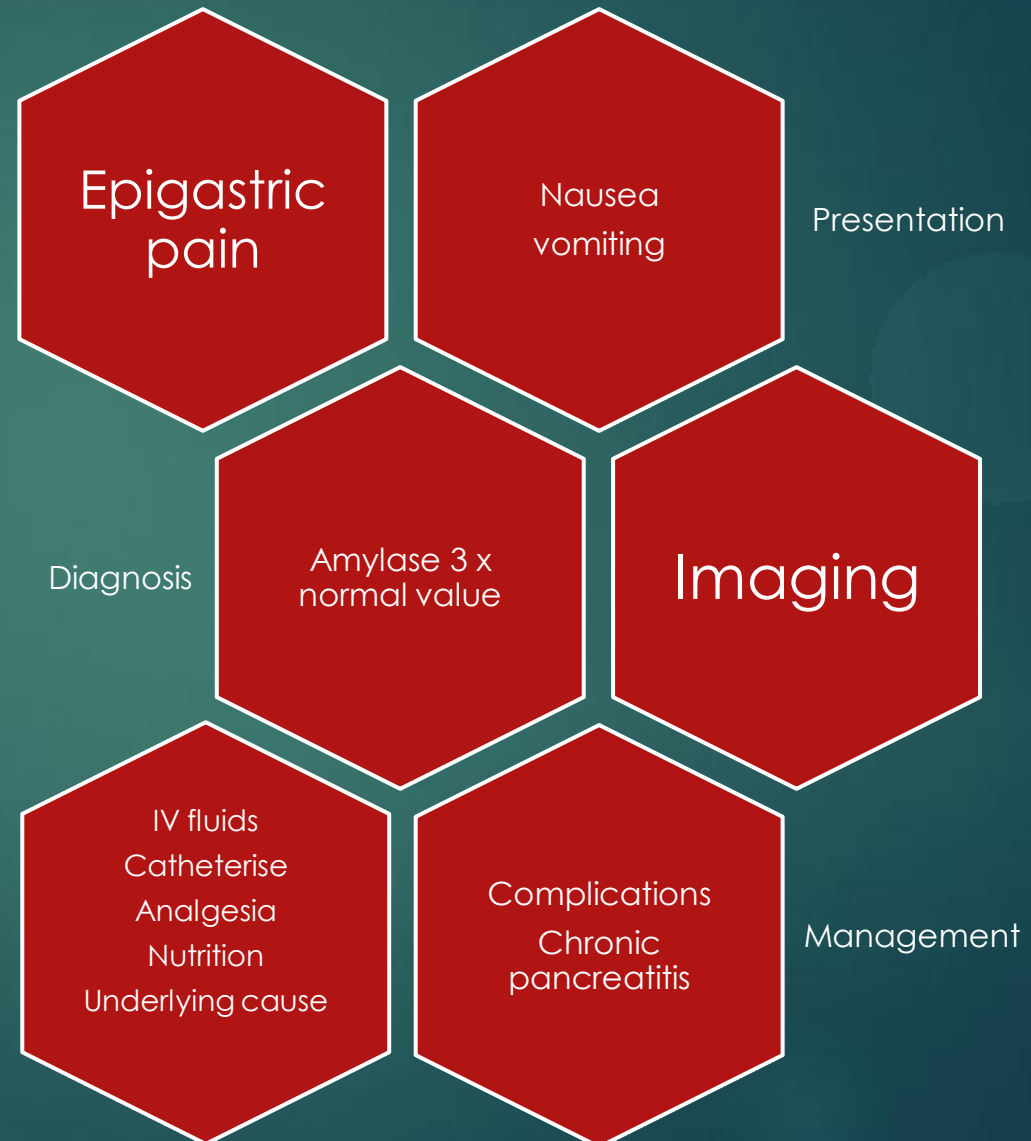 Epigastric
pain
Nausea
vomiting
Presentation
Diagnosis
Amylase 3 x
normal value
Imaging
IV fluids
Catheterise
Analgesia
Nutrition
Underlying cause
Complications
Chronic
pancreatitis
Management